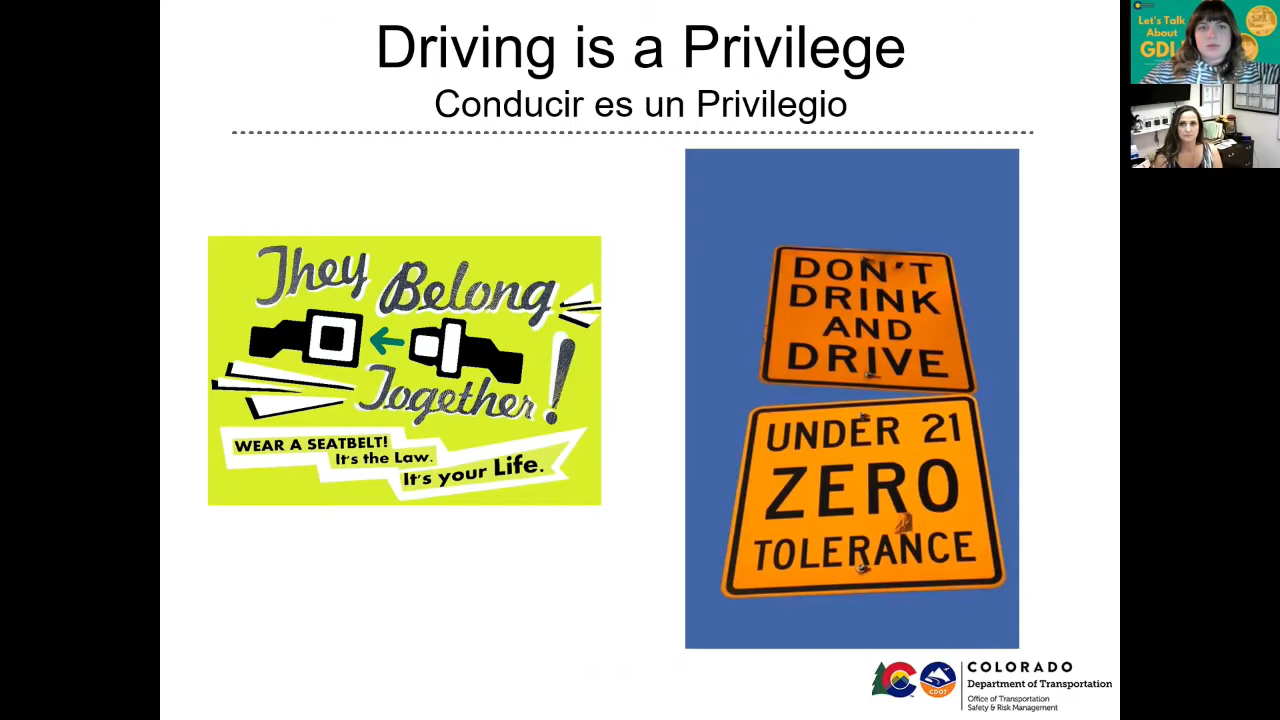 Driving is a Privilege
Conducir es un Privilegio
They Belong
Together!
WEAR A SEATBELT!
It's the Law.
It's your Life.
DON'T
DRINK
AND
DRIVE
UNDER 21
ZERO
TOLERANCE
COLORADO
Department of Transportation
Office of Transportation
Safety & Risk Management
CDOT
Let's Talk
About